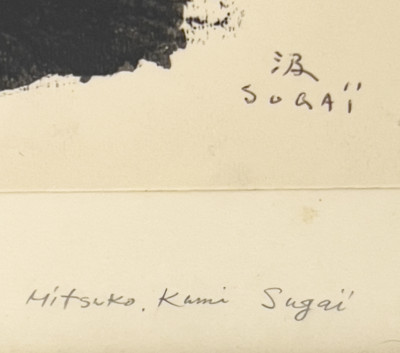 汲
SUGAÏ
Mitsuko. Kumi Sugaï